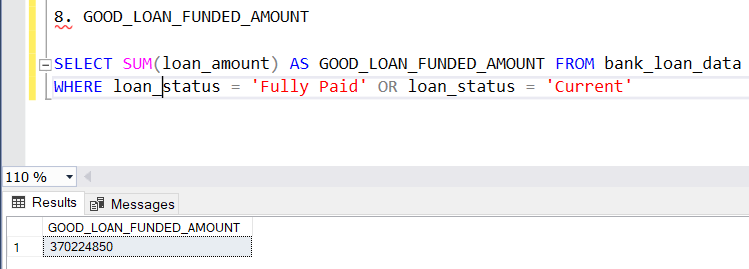 8. GOOD_LOAN_FUNDED_AMOUNT
SELECT SUM(loan_amount) AS GOOD_LOAN_FUNDED_AMOUNT FROM bank_loan_data
WHERE loan_status = 'Fully Paid' OR loan_status = 'Current'
110 %
Results Messages
GOOD_LOAN_FUNDED_AMOUNT
1 370224850